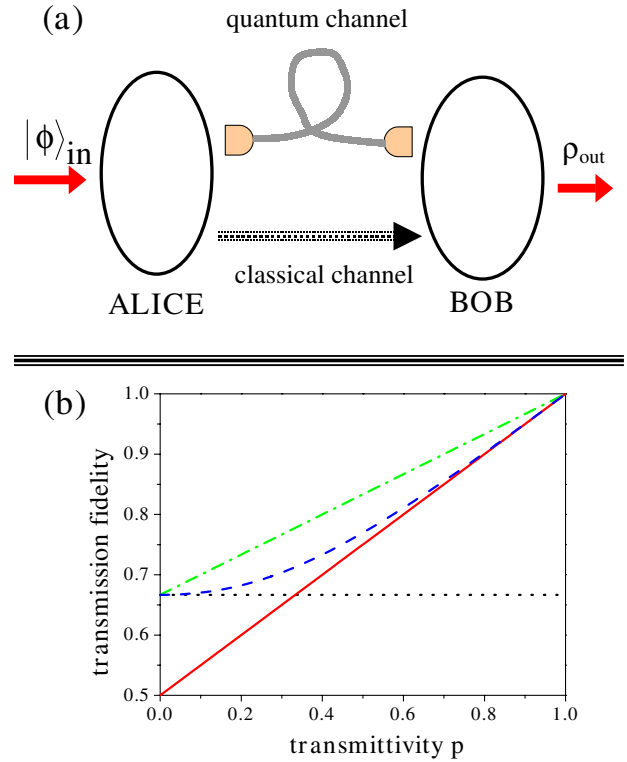 (a)
quantum channel
|ϕ⟩in
ρout
classical channel
ALICE
BOB
(b)
transmission fidelity
1.0
0.9
0.8
0.7
0.6
0.5
0.0 0.2 0.4 0.6 0.8 1.0
transmittivity p